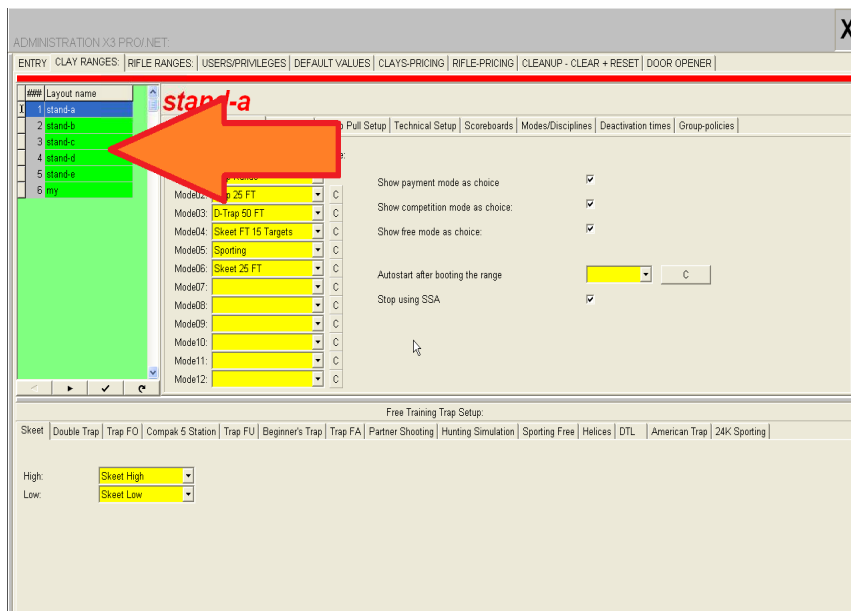 X
ADMINISTRATION X3 PRO/.NET:
ENTRY CLAY RANGES: RIFLE RANGES: USERS/PRIVILEGES DEFAULT VALUES CLAYS-PRICING RIFLE-PRICING CLEANUP - CLEAR + RESET DOOR OPENER
### Layout name
stand-a
1 stand-a
2 stand-b
3 stand-c
4 stand-d
5 stand-e
6 my
Pull Setup Technical Setup Scoreboards Modes/Disciplines Deactivation times Group-policies
Show payment mode as choice
Mode02: 25 FT C
Show competition mode as choice:
Mode03: D-Trap 50 FT C
Mode04: Skeet FT 15 Targets C
Show free mode as choice:
Mode05: Sporting C
Mode06: Skeet 25 FT C
Autostart after booting the range C
Mode07: C
Stop using SSA
Mode08: C
Mode09: C
Mode10: C
Mode11: C
Mode12: C
Free Training Trap Setup:
Skeet Double Trap Trap FO Compak 5 Station Trap FU Beginner's Trap Trap FA Partner Shooting Hunting Simulation Sporting Free Helices DTL American Trap 24K Sporting
High: Skeet High
Low: Skeet Low